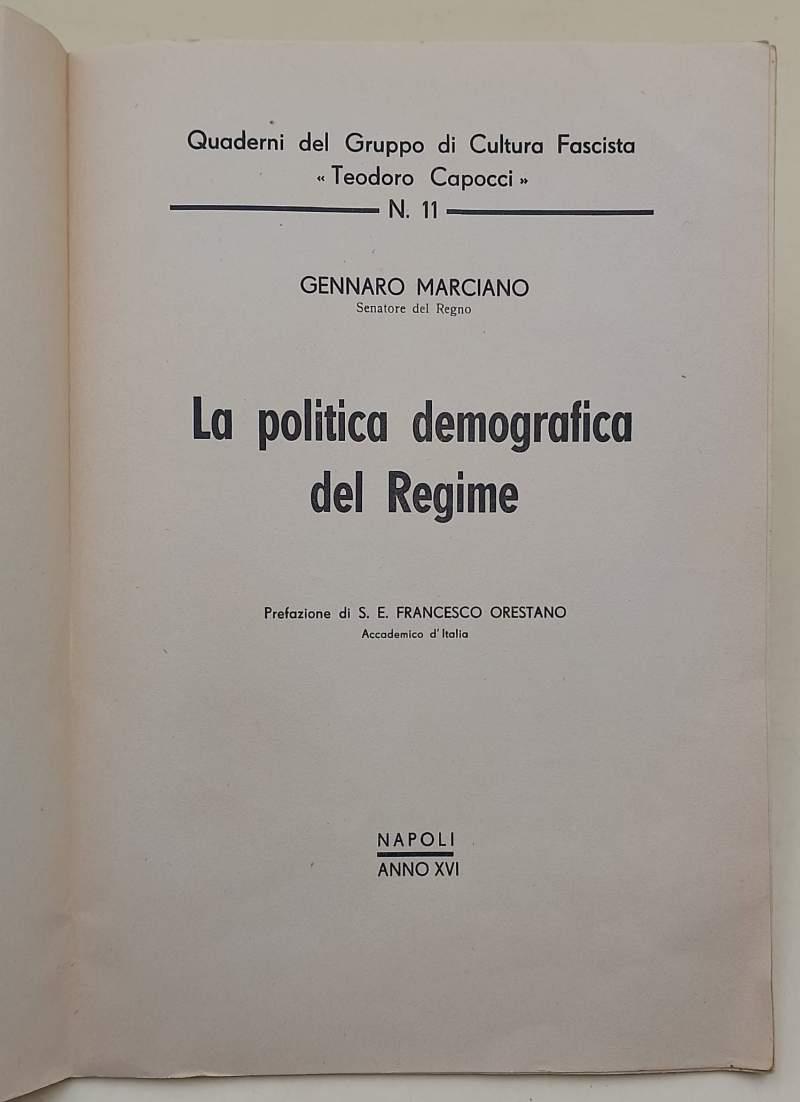 Quaderni del Gruppo di Cultura Fascista
« Teodoro Capocci »
N. 11
GENNARO MARCIANO
Senatore del Regno
La politica demografica
del Regime
Prefazione di S. E. FRANCESCO ORESTANO
Accademico d'Italia
NAPOLI
ANNO XVI